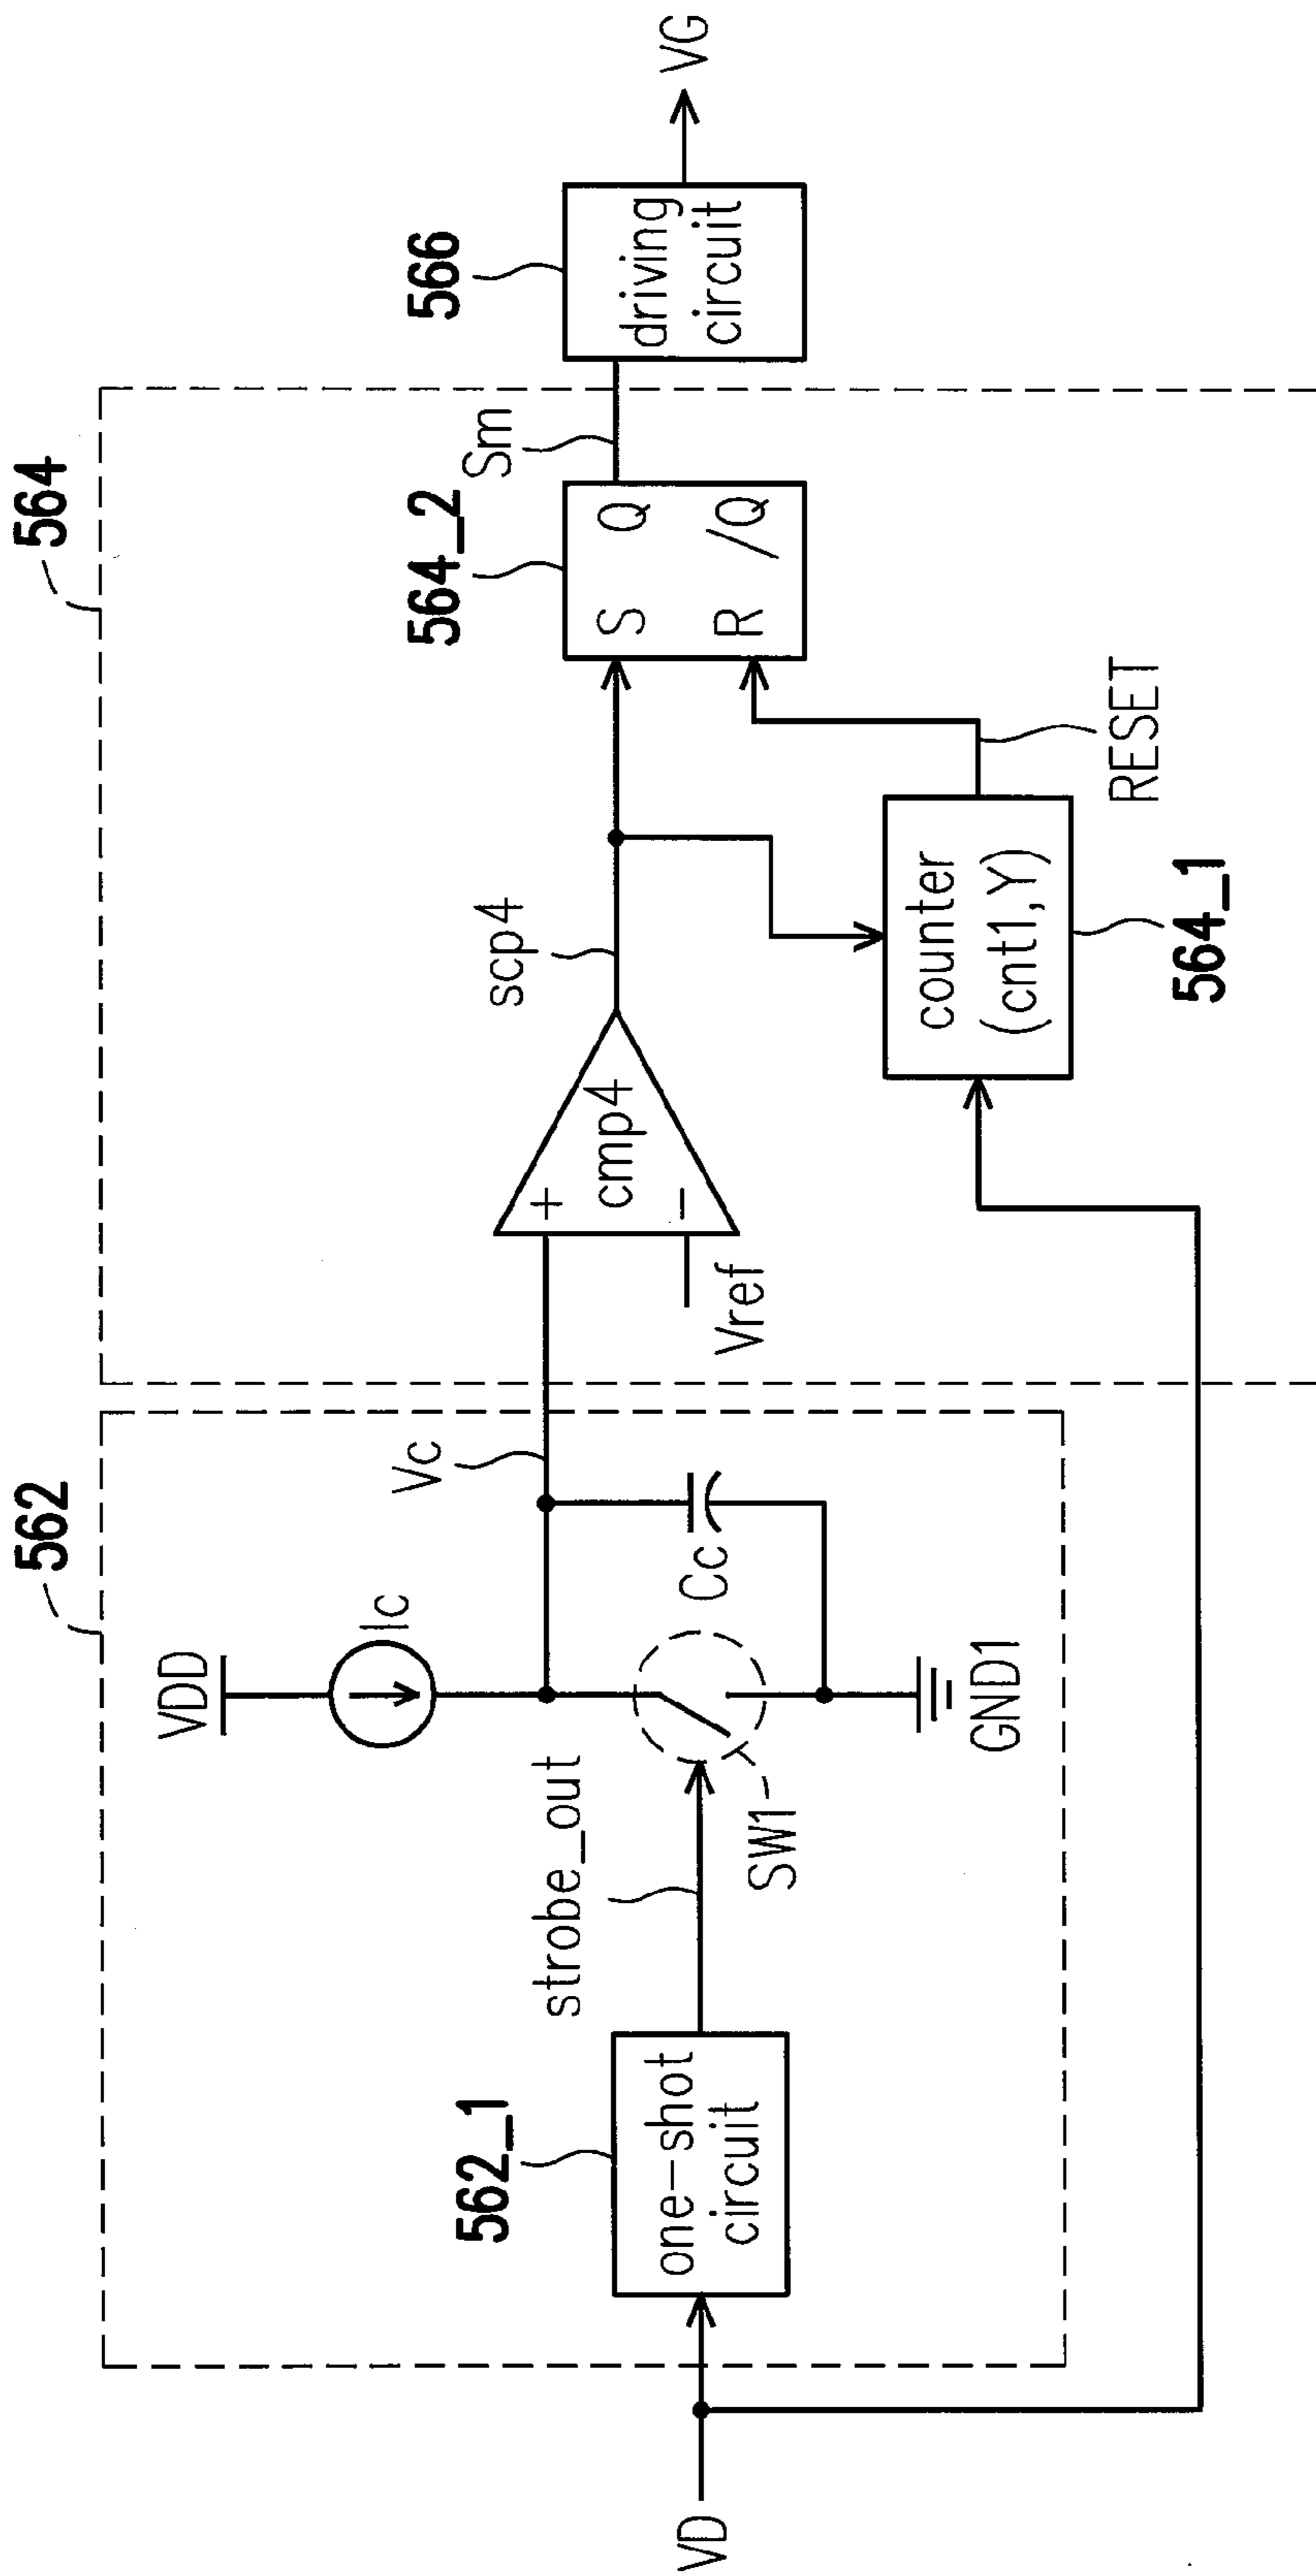 562
564
VDD
Ic
Vc
strobe_out
562_1
one-shot
circuit
SW1
Cc
GND1
VD
+
-
cmp4
Vref
scp4
564_2
S Q
R /Q
Sm
566
driving
circuit
VG
counter
(cnt1,Y)
564_1
RESET